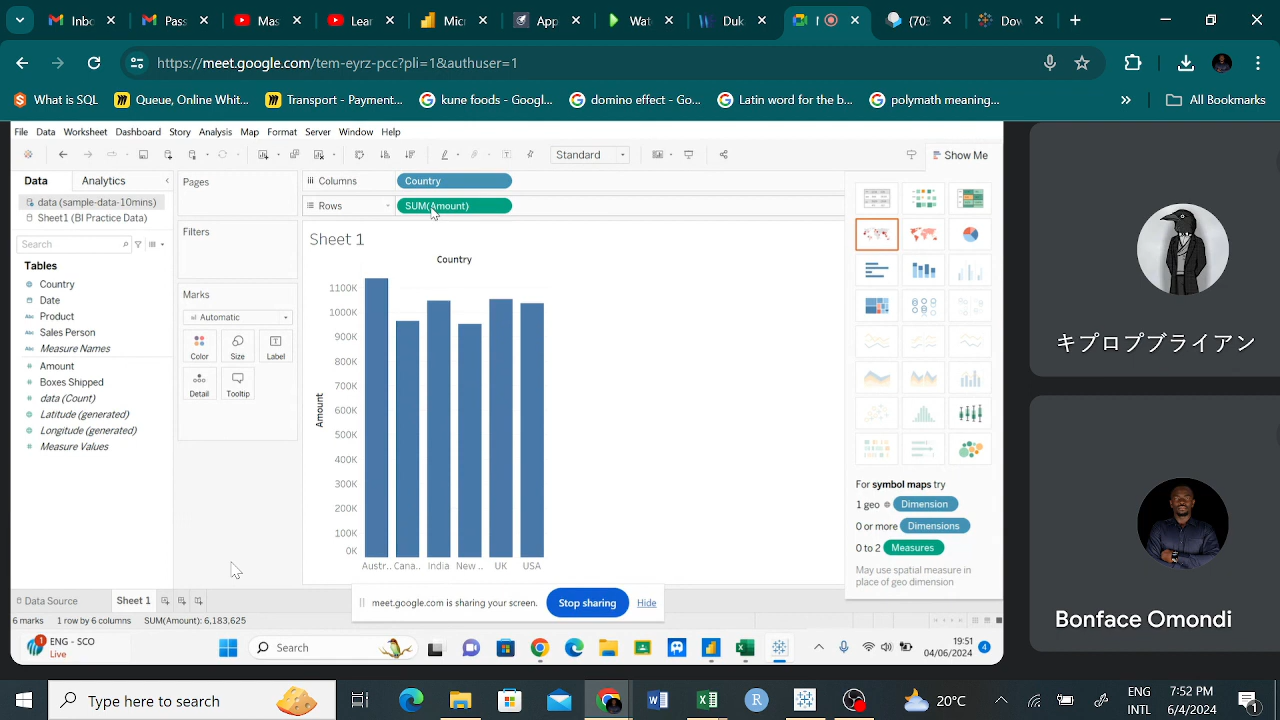 Inbo
Mas
Mas
Lear
Micr
App
Wat
Duk
(708
Dov
https://meet.google.com/tem-eyrz-pcc?pli=1&authuser=1
What is SQL
Queue, Online W...
Transport - Payment...
kune foods - Googl...
domino effect - Go...
Latin word for the b...
polymath meaning...
»
All Bookmarks
File Data Worksheet Dashboard Story Analysis Map Format Server Window Help
Standard
Show Me
Data Analytics
data (sample-data-10mins)
Sheet1 (BI Practice Data)
Search
Tables
Country
Date
Abc Product
Abc Sales Person
Abc Measure Names
# Amount
# Boxes Shipped
# data (Count)
Latitude (generated)
Longitude (generated)
# Measure Values
Pages
Filters
Marks
Automatic
Color Size Label
Detail Tooltip
Columns Country
Rows SUM(Amount)
Sheet 1
Country
Amount
1100K
1000K
900K
800K
700K
600K
500K
400K
300K
200K
100K
0K
Austr.. Cana.. India New .. UK USA
For symbol maps try
1 geo Dimension
0 or more Dimensions
0 to 2 Measures
May use spatial measure in
place of geo dimension
Data Source Sheet 1
meet.google.com is sharing your screen. Stop sharing Hide
6 marks 1 row by 6 columns SUM(Amount): 6,183,625
1
ENG - SCO
Live
Search
19:51
04/06/2024
4
キプロプブライアン
Bonface Omondi
Type here to search
20°C
ENG
INTL
7:52 PM
6/4/2024